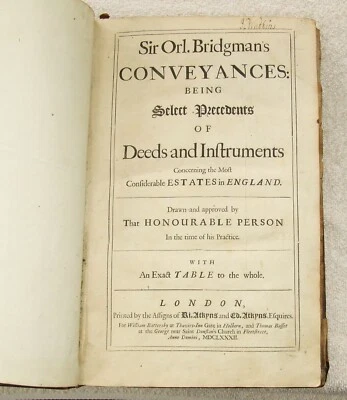 Sir Orl. Bridgman's
CONVEYANCES:
BEING
Select Precedents
OF
Deeds and Instruments
Concerning the Most
Considerable ESTATES in ENGLAND.
Drawn and approved by
That HONOURABLE PERSON
In the time of his Practice.
WITH
An Exact TABLE to the whole.
LONDON,
Printed by the Assigns of Rt. Atkyns and Ed. Atkyns, Esquires.
For William Battersby at Thavies-Inn Gate in Holborn, and Thomas Basset
at the George near Saint Dunstan's Church in Fleetstreet,
Anno Domini, MDCLXXXII.